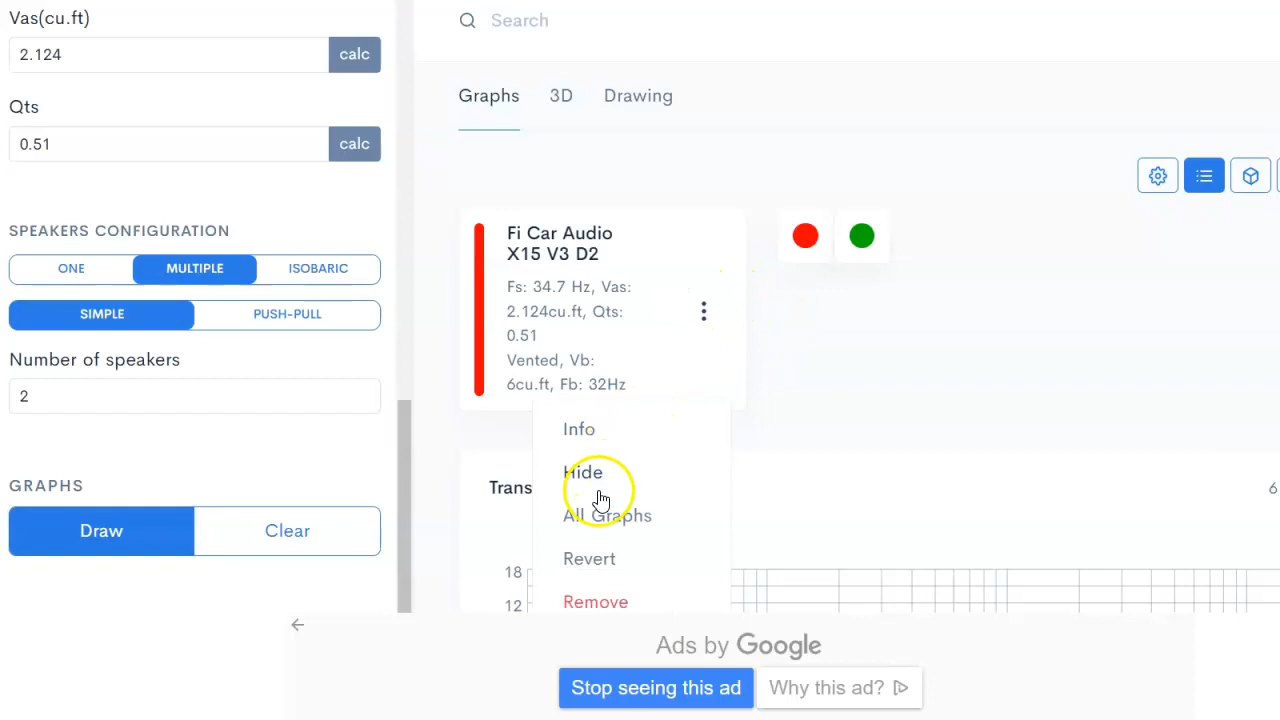 Vas(cu.ft)
2.124
calc
Qts
0.51
calc
SPEAKERS CONFIGURATION
ONE
MULTIPLE
ISOBARIC
SIMPLE
PUSH-PULL
Number of speakers
2
GRAPHS
Draw
Clear
Search
Graphs
3D
Drawing
Fi Car Audio
X15 V3 D2
Fs: 34.7 Hz, Vas:
2.124cu.ft, Qts:
0.51
Vented, Vb:
6cu.ft, Fb: 32Hz
Info
Hide
All Graphs
Revert
Remove
Trans
6
18
12
Ads by Google
Stop seeing this ad
Why this ad?